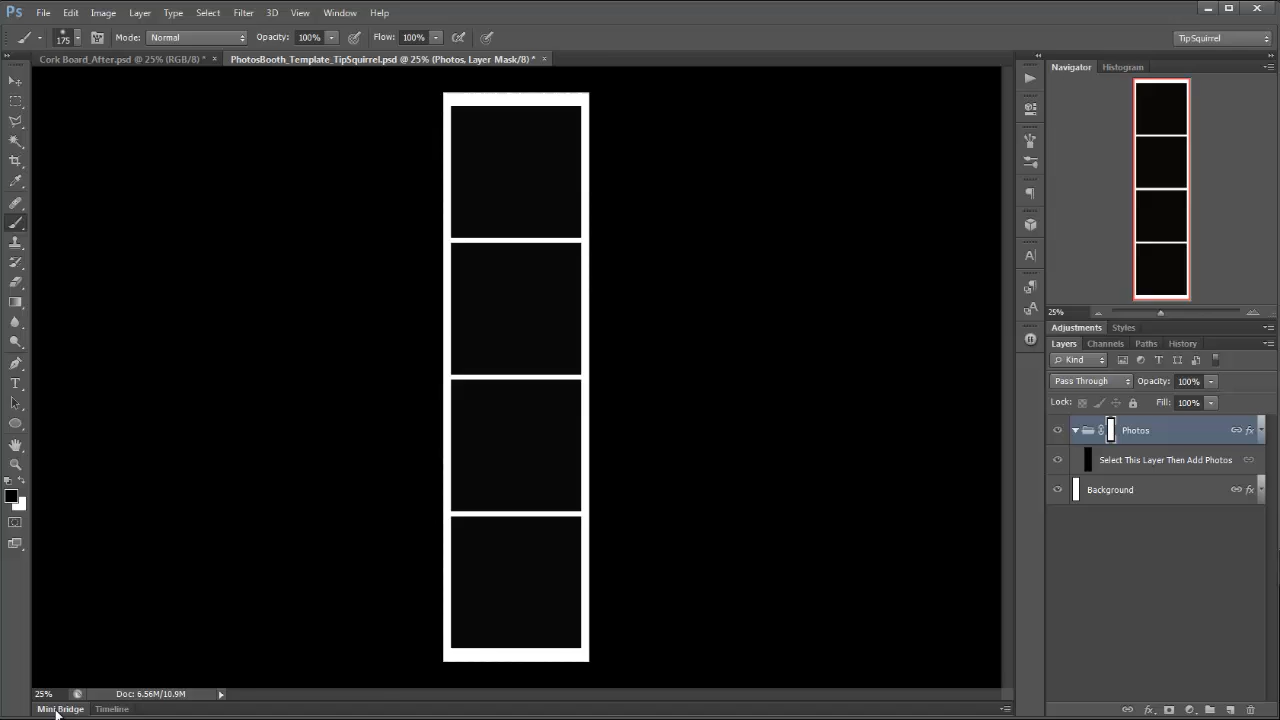 Ps File Edit Image Layer Type Select Filter 3D View Window Help
175 Mode: Normal Opacity: 100% Flow: 100% TipSquirrel
Cork Board_After.psd @ 25% (RGB/8) * × PhotosBooth_Template_TipSquirrel.psd @ 25% (Photos, Layer Mask/8) * ×
Navigator Histogram
25%
Adjustments Styles
Layers Channels Paths History
Kind
Pass Through Opacity: 100%
Lock: Fill: 100%
Photos fx
Select This Layer Then Add Photos
Background fx
25% Doc: 6.56M/10.9M
Mini Bridge Timeline